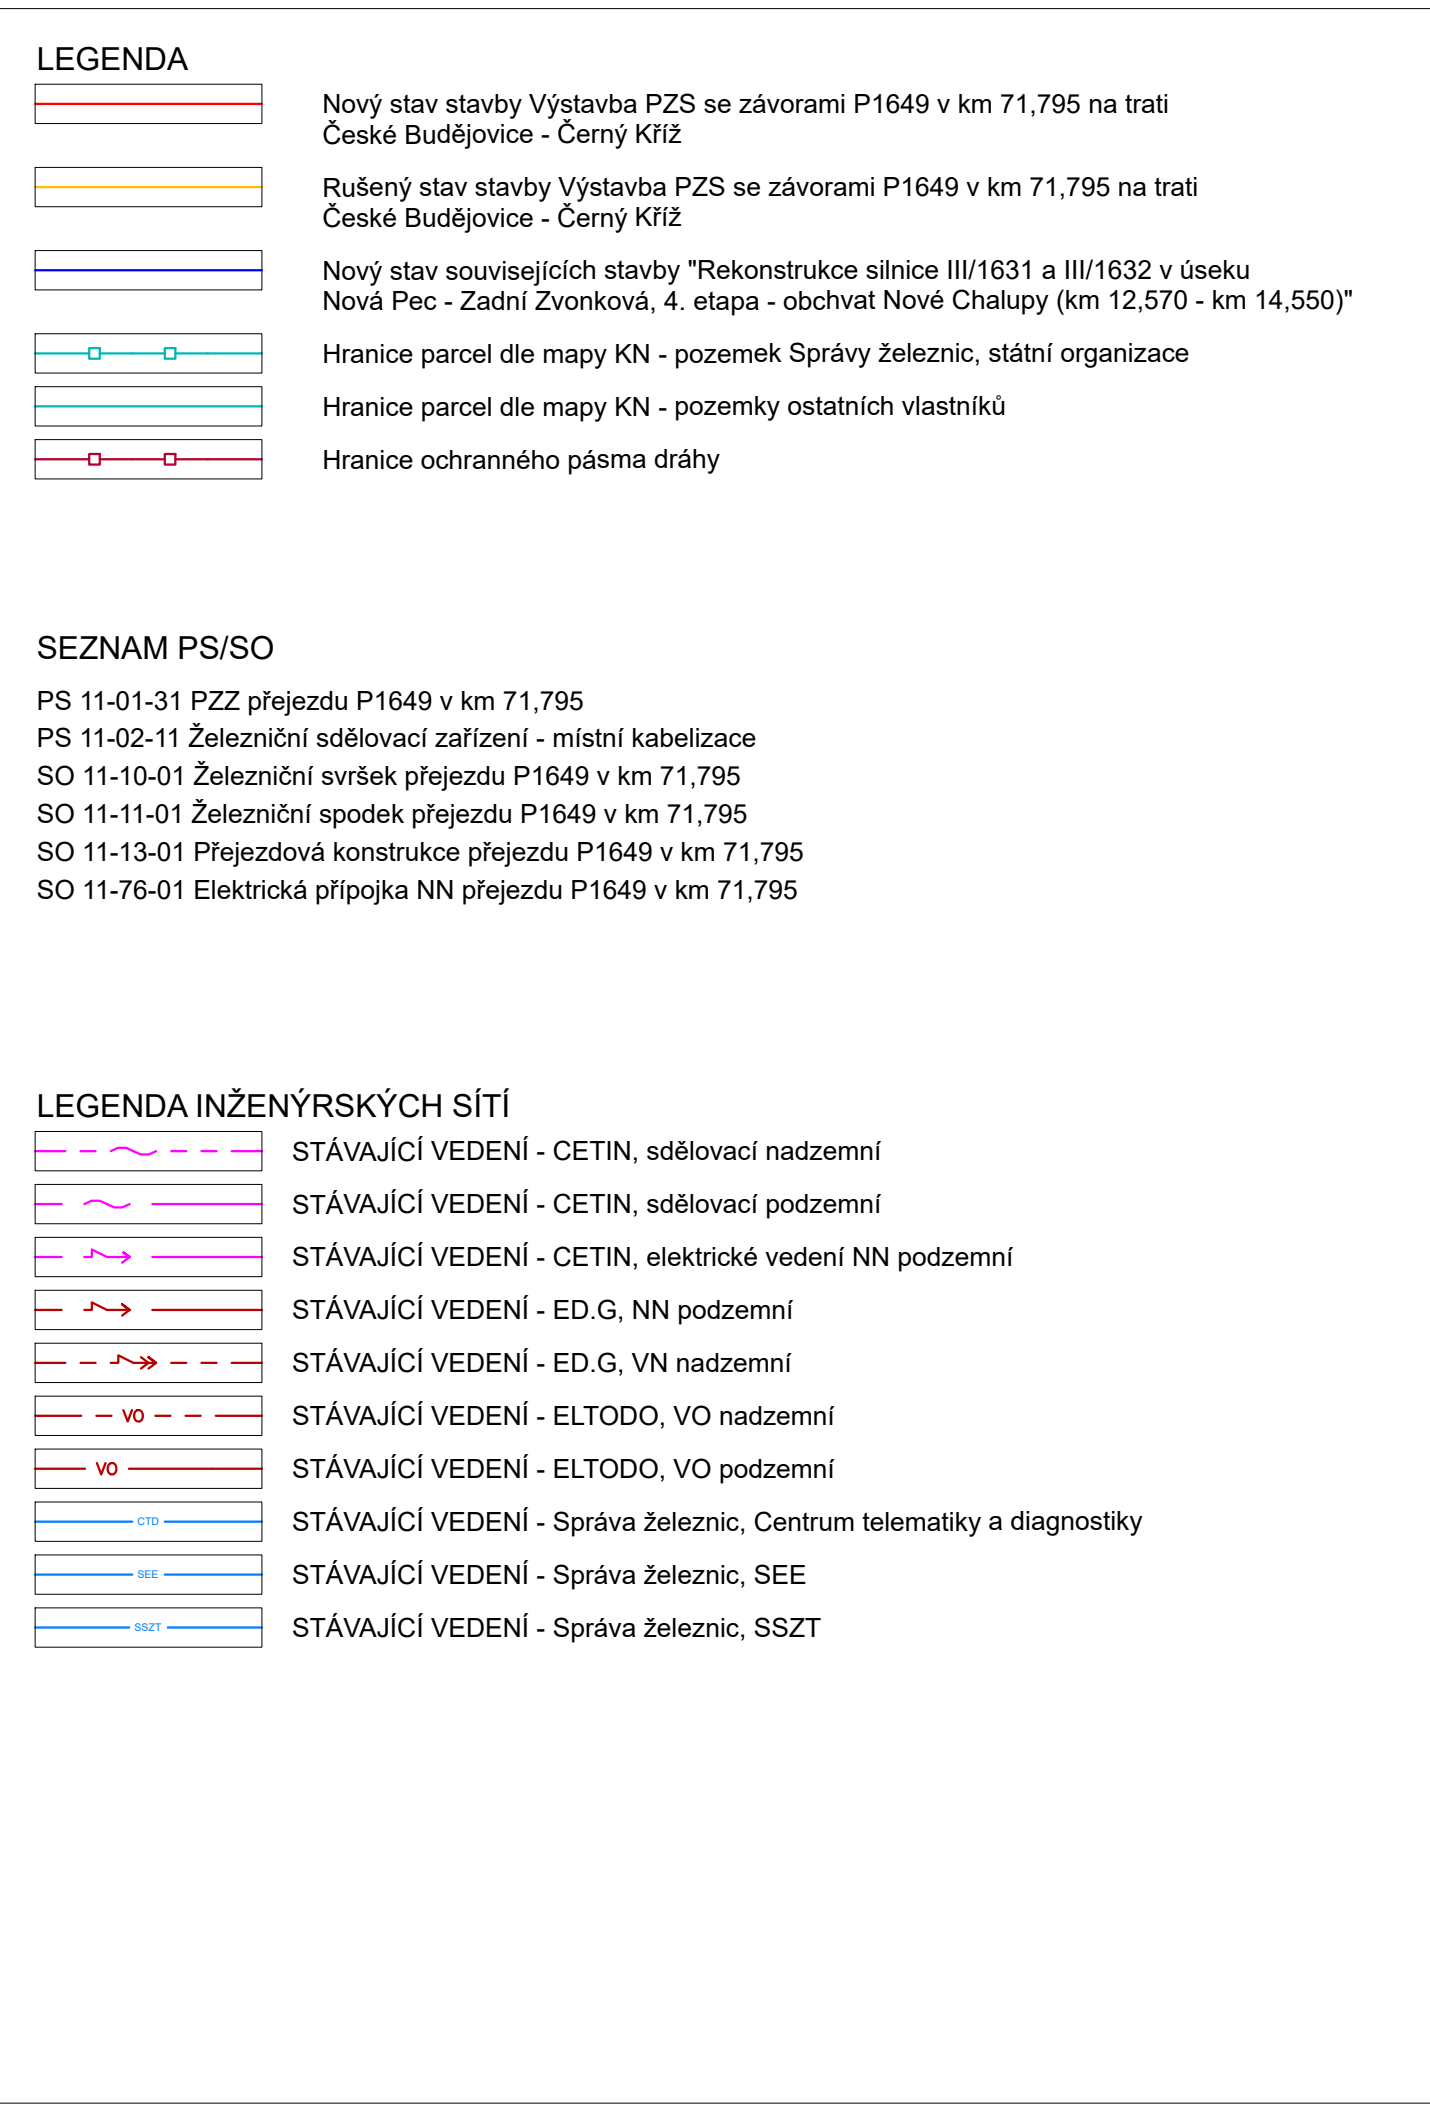 LEGENDA
Nový stav stavby Výstavba PZS se závorami P1649 v km 71,795 na trati
České Budějovice - Černý Kříž
Rušený stav stavby Výstavba PZS se závorami P1649 v km 71,795 na trati
České Budějovice - Černý Kříž
Nový stav souvisejících stavby "Rekonstrukce silnice III/1631 a III/1632 v úseku
Nová Pec - Zadní Zvonková, 4. etapa - obchvat Nové Chalupy (km 12,570 - km 14,550)"
Hranice parcel dle mapy KN - pozemek Správy železnic, státní organizace
Hranice parcel dle mapy KN - pozemky ostatních vlastníků
Hranice ochranného pásma dráhy
SEZNAM PS/SO
PS 11-01-31 PZZ přejezdu P1649 v km 71,795
PS 11-02-11 Železniční sdělovací zařízení - místní kabelizace
SO 11-10-01 Železniční svršek přejezdu P1649 v km 71,795
SO 11-11-01 Železniční spodek přejezdu P1649 v km 71,795
SO 11-13-01 Přejezdová konstrukce přejezdu P1649 v km 71,795
SO 11-76-01 Elektrická přípojka NN přejezdu P1649 v km 71,795
LEGENDA INŽENÝRSKÝCH SÍTÍ
STÁVAJÍCÍ VEDENÍ - CETIN, sdělovací nadzemní
STÁVAJÍCÍ VEDENÍ - CETIN, sdělovací podzemní
STÁVAJÍCÍ VEDENÍ - CETIN, elektrické vedení NN podzemní
STÁVAJÍCÍ VEDENÍ - ED.G, NN podzemní
STÁVAJÍCÍ VEDENÍ - ED.G, VN nadzemní
VO STÁVAJÍCÍ VEDENÍ - ELTODO, VO nadzemní
VO STÁVAJÍCÍ VEDENÍ - ELTODO, VO podzemní
CTD STÁVAJÍCÍ VEDENÍ - Správa železnic, Centrum telematiky a diagnostiky
SEE STÁVAJÍCÍ VEDENÍ - Správa železnic, SEE
SSZT STÁVAJÍCÍ VEDENÍ - Správa železnic, SSZT